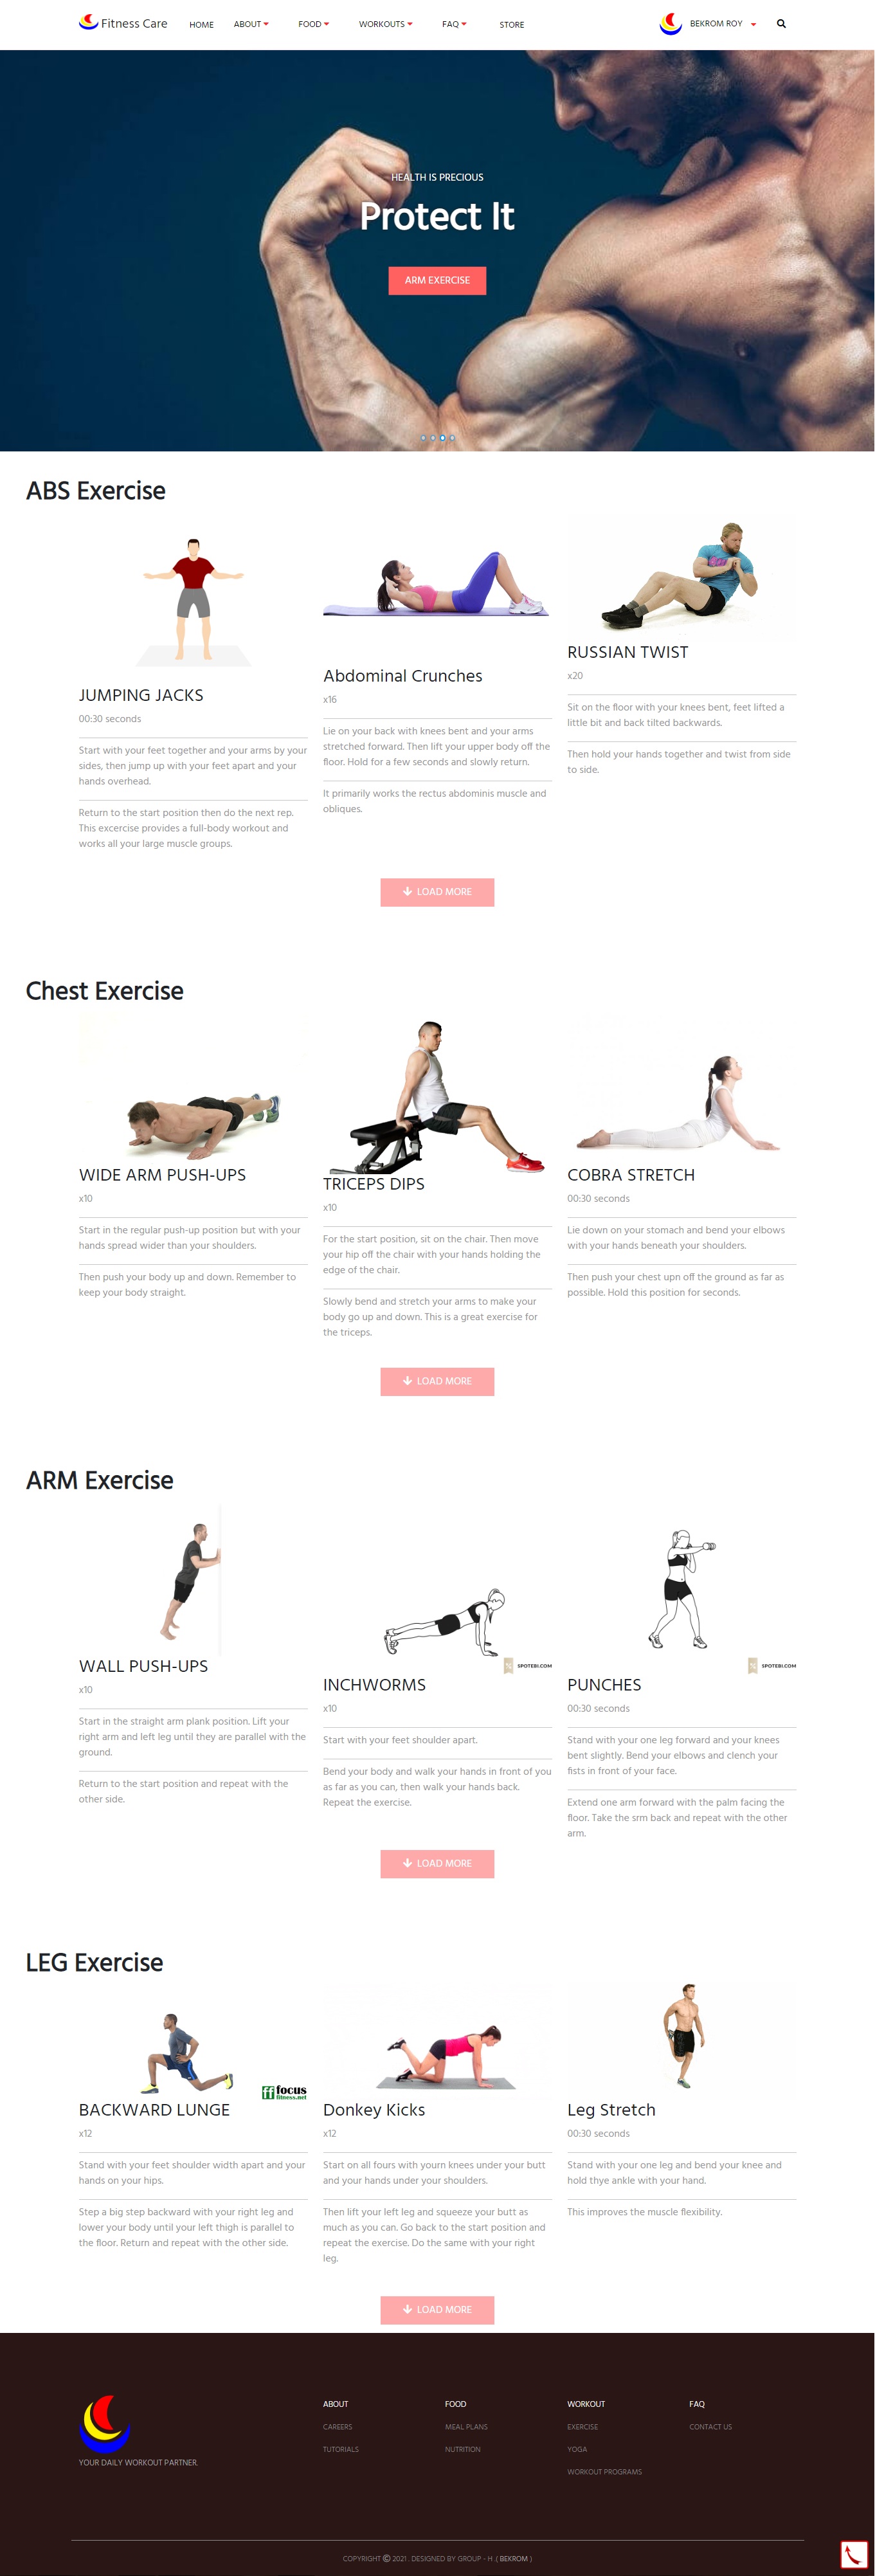 Fitness Care
HOME
ABOUT
FOOD
WORKOUTS
FAQ
STORE
BEKROM ROY
HEALTH IS PRECIOUS
Protect It
ARM EXERCISE
ABS Exercise
JUMPING JACKS
00:30 seconds
Start with your feet together and your arms by your
sides, then jump up with your feet apart and your
hands overhead.
Return to the start position then do the next rep.
This excercise provides a full-body workout and
works all your large muscle groups.
Abdominal Crunches
x16
Lie on your back with knees bent and your arms
stretched forward. Then lift your upper body off the
floor. Hold for a few seconds and slowly return.
It primarily works the rectus abdominis muscle and
obliques.
RUSSIAN TWIST
x20
Sit on the floor with your knees bent, feet lifted a
little bit and back tilted backwards.
Then hold your hands together and twist from side
to side.
LOAD MORE
Chest Exercise
WIDE ARM PUSH-UPS
x10
Start in the regular push-up position but with your
hands spread wider than your shoulders.
Then push your body up and down. Remember to
keep your body straight.
TRICEPS DIPS
x10
For the start position, sit on the chair. Then move
your hip off the chair with your hands holding the
edge of the chair.
Slowly bend and stretch your arms to make your
body go up and down. This is a great exercise for
the triceps.
COBRA STRETCH
00:30 seconds
Lie down on your stomach and bend your elbows
with your hands beneath your shoulders.
Then push your chest upn off the ground as far as
possible. Hold this position for seconds.
LOAD MORE
ARM Exercise
WALL PUSH-UPS
x10
Start in the straight arm plank position. Lift your
right arm and left leg until they are parallel with the
ground.
Return to the start position and repeat with the
other side.
SPOTEBI.COM
INCHWORMS
x10
Start with your feet shoulder apart.
Bend your body and walk your hands in front of you
as far as you can, then walk your hands back.
Repeat the exercise.
SPOTEBI.COM
PUNCHES
00:30 seconds
Stand with your one leg forward and your knees
bent slightly. Bend your elbows and clench your
fists in front of your face.
Extend one arm forward with the palm facing the
floor. Take the srm back and repeat with the other
arm.
LOAD MORE
LEG Exercise
ff focus
fitness.net
BACKWARD LUNGE
x12
Stand with your feet shoulder width apart and your
hands on your hips.
Step a big step backward with your right leg and
lower your body until your left thigh is parallel to
the floor. Return and repeat with the other side.
Donkey Kicks
x12
Start on all fours with yourn knees under your butt
and your hands under your shoulders.
Then lift your left leg and squeeze your butt as
much as you can. Go back to the start position and
repeat the exercise. Do the same with your right
leg.
Leg Stretch
00:30 seconds
Stand with your one leg and bend your knee and
hold thye ankle with your hand.
This improves the muscle flexibility.
LOAD MORE
YOUR DAILY WORKOUT PARTNER.
ABOUT
CAREERS
TUTORIALS
FOOD
MEAL PLANS
NUTRITION
WORKOUT
EXERCISE
YOGA
WORKOUT PROGRAMS
FAQ
CONTACT US
COPYRIGHT © 2021 . DESIGNED BY GROUP - H .( BEKROM )